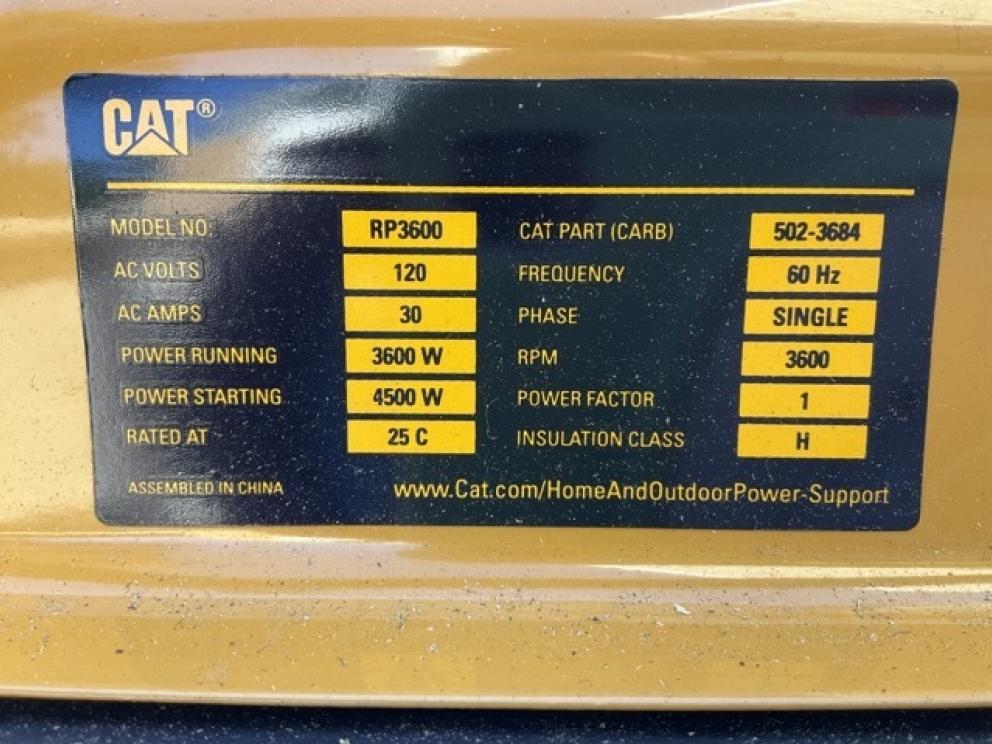 CAT®
MODEL NO: RP3600 CAT PART (CARB) 502-3684
AC VOLTS 120 FREQUENCY 60 Hz
AC AMPS 30 PHASE SINGLE
POWER RUNNING 3600 W RPM 3600
POWER STARTING 4500 W POWER FACTOR 1
RATED AT 25 C INSULATION CLASS H
ASSEMBLED IN CHINA www.Cat.com/HomeAndOutdoorPower-Support